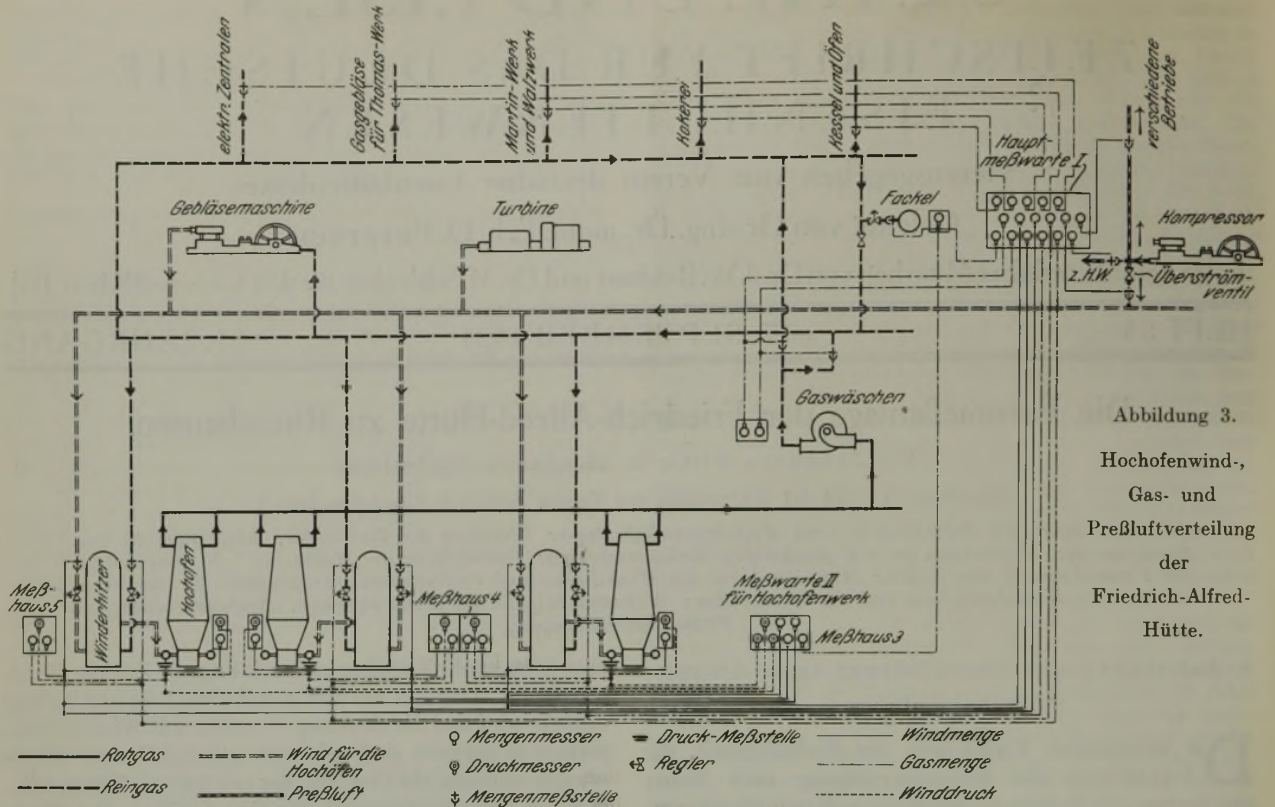 elektr. Zentralen
Gasgebläse
für Thomas-Werk
Martin-Werk
und Walzwerk
Kokerei
Kessel und Öfen
verschiedene
Betriebe
Haupt-
meßwarte I
Gebläsemaschine
Turbine
Fackel
Kompressor
z.H.W.
Überström-
ventil
Gaswäschen
Abbildung 3.
Hochofenwind-,
Gas- und
Preßluftverteilung
der
Friedrich-Alfred-
Hütte.
Meß-
haus 5
Winderhitzer
Hochofen
Meßhaus 4
Meßwarte II
für Hochofenwerk
Meßhaus 3
Rohgas
Reingas
Wind für die
Hochöfen
Preßluft
Mengenmesser
Druckmesser
Mengenmeßstelle
Druck-Meßstelle
Regler
Windmenge
Gasmenge
Winddruck